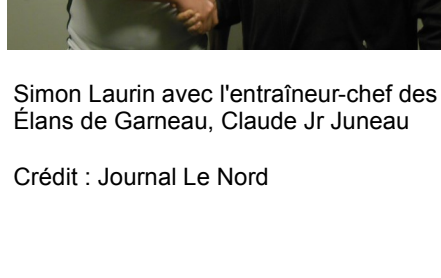 Simon Laurin avec l'entraîneur-chef des
Élans de Garneau, Claude Jr Juneau
Crédit : Journal Le Nord